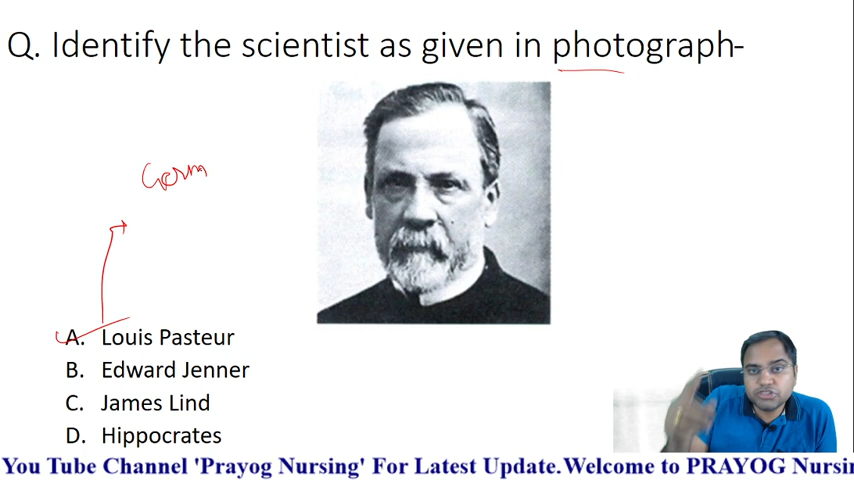 Q. Identify the scientist as given in photograph-
Germ
A. Louis Pasteur
B. Edward Jenner
C. James Lind
D. Hippocrates
You Tube Channel 'Prayog Nursing' For Latest Update.Welcome to PRAYOG Nursin